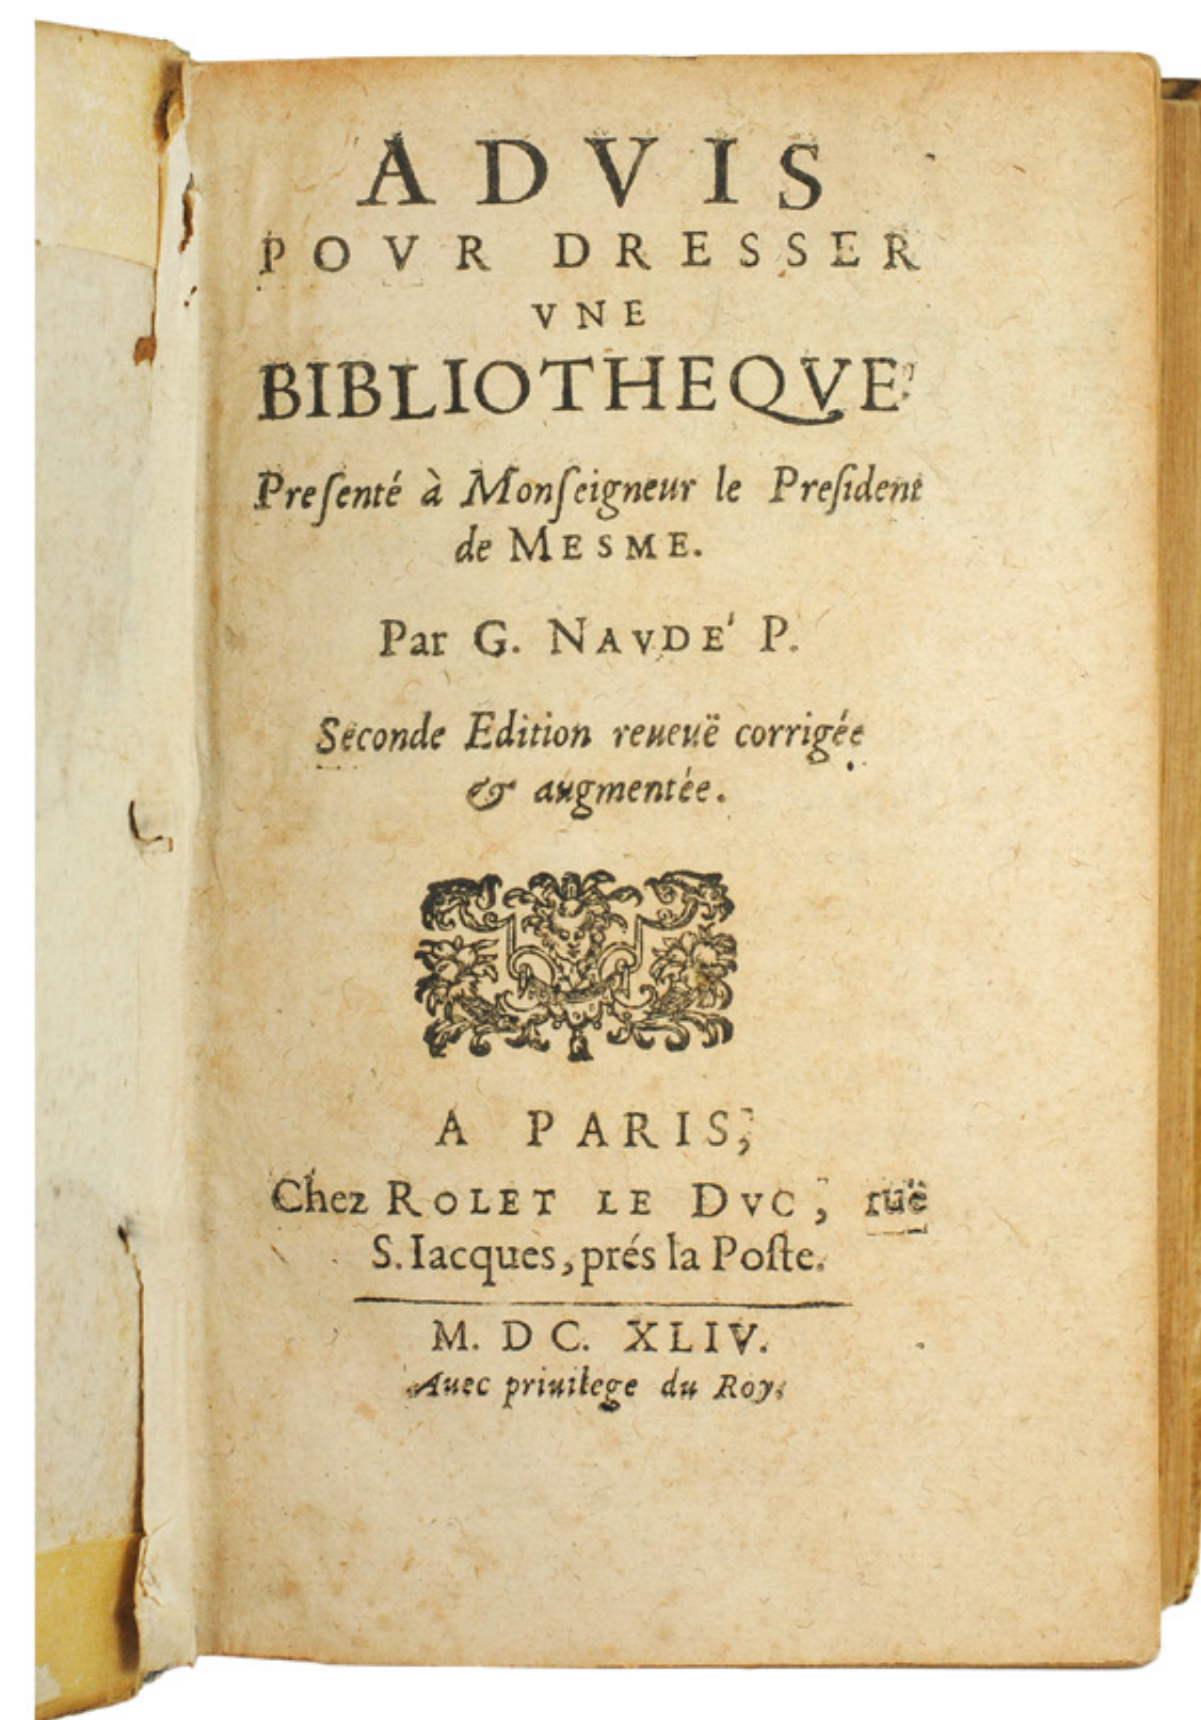 ADVIS
POVR DRESSER
VNE
BIBLIOTHEQVE.
Preſenté à Monſeigneur le Preſident
de MESME.
Par G. NAVDE' P.
Seconde Edition reueuë corrigée
& augmentée.
A PARIS,
Chez ROLET LE DVC, ruë
S. Iacques, prés la Poſte.
M. DC. XLIV.
Auec priuilege du Roy.